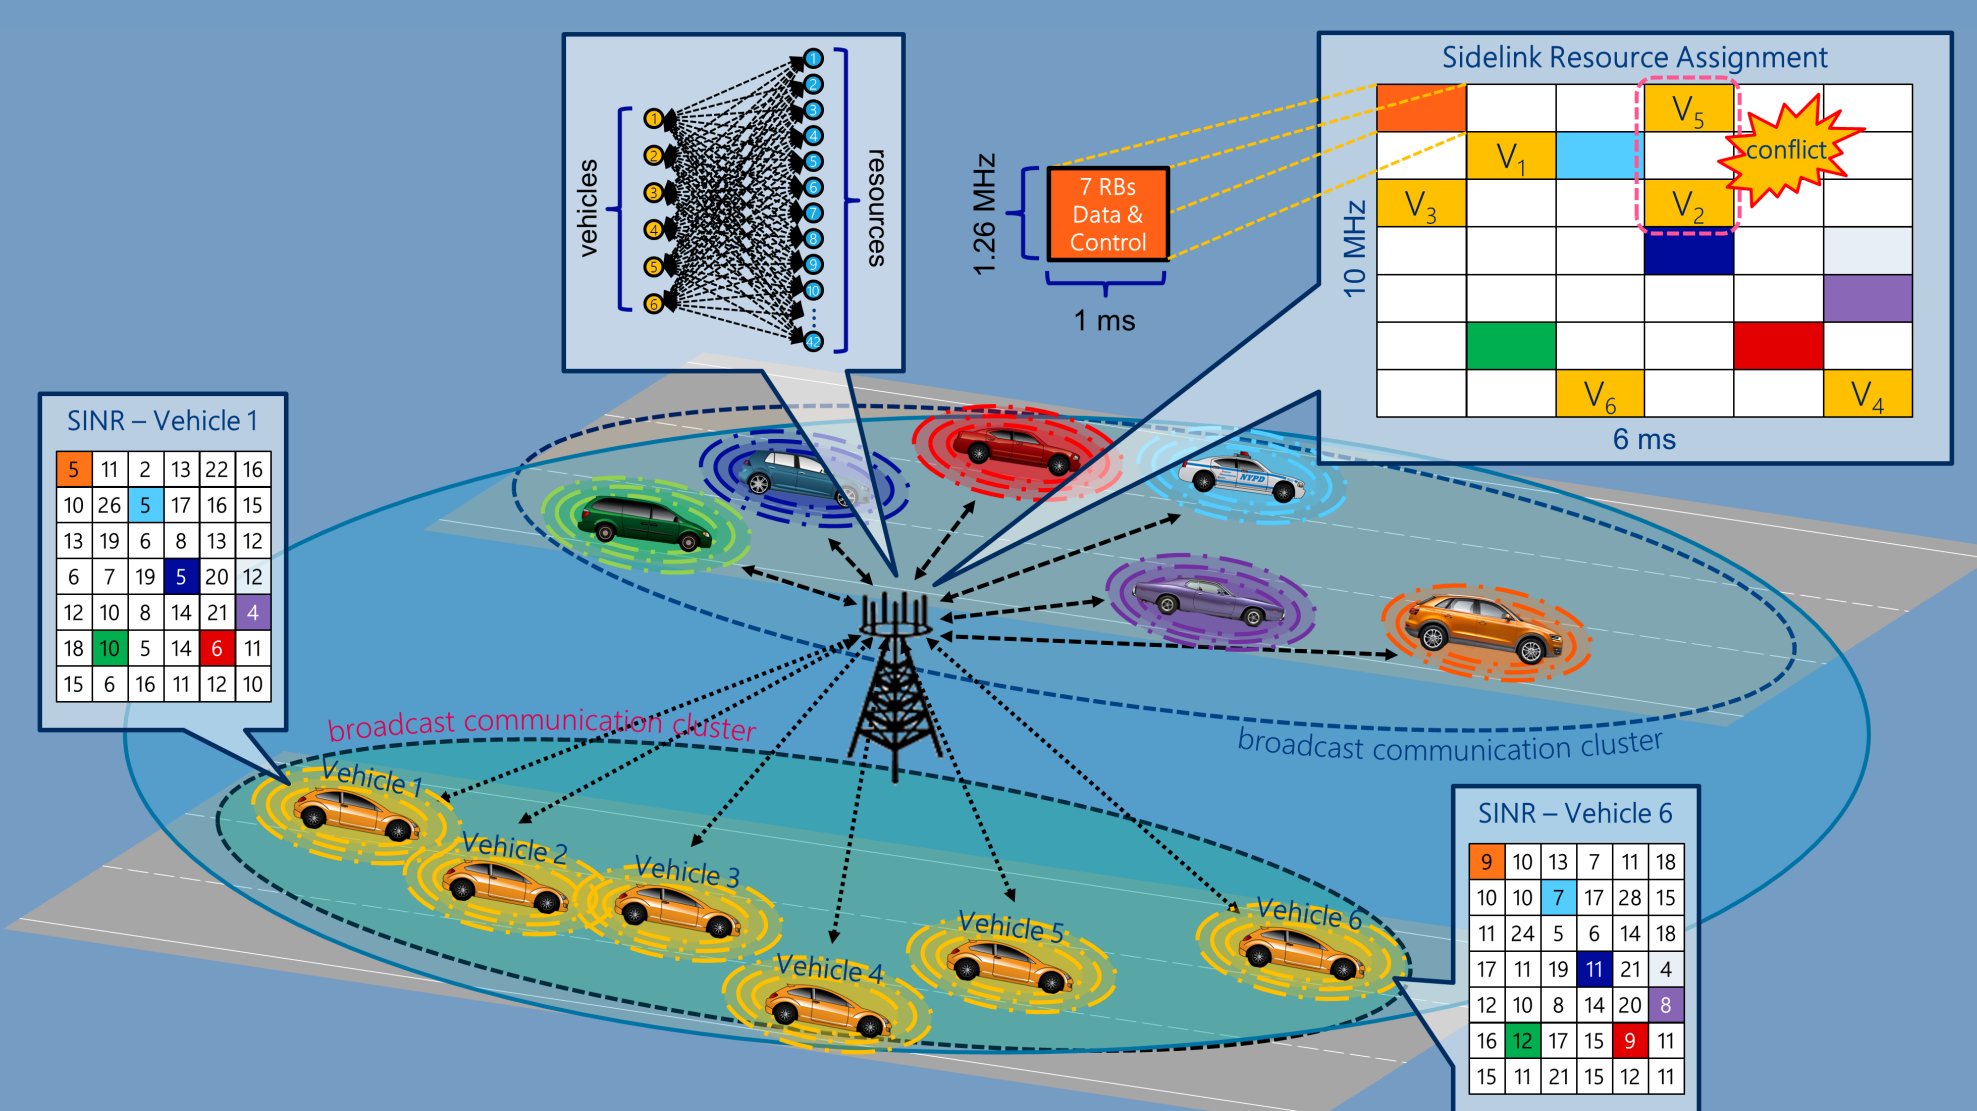 1
2
3
4
5
6
vehicles
1
2
3
4
5
6
7
8
9
10
42
resources
1.26 MHz
7 RBs
Data &
Control
1 ms
Sidelink Resource Assignment
V5
V1
conflict
V3
V2
V6
V4
10 MHz
6 ms
SINR – Vehicle 1
5 11 2 13 22 16
10 26 5 17 16 15
13 19 6 8 13 12
6 7 19 5 20 12
12 10 8 14 21 4
18 10 5 14 6 11
15 6 16 11 12 10
NYPD
broadcast communication cluster
broadcast communication cluster
Vehicle 1
Vehicle 2
Vehicle 3
Vehicle 4
Vehicle 5
Vehicle 6
SINR – Vehicle 6
9 10 13 7 11 18
10 10 7 17 28 15
11 24 5 6 14 18
17 11 19 11 21 4
12 10 8 14 20 8
16 12 17 15 9 11
15 11 21 15 12 11